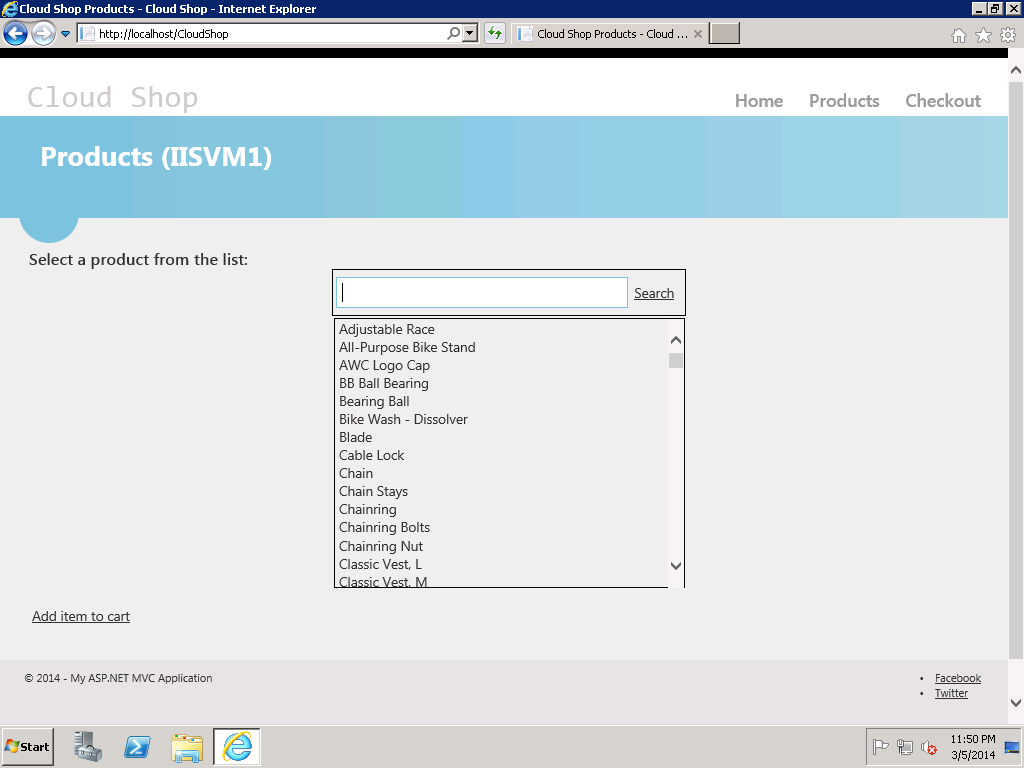 Cloud Shop Products - Cloud Shop - Internet Explorer
http://localhost/CloudShop
Cloud Shop Products - Cloud ...
Cloud Shop
Home Products Checkout
Products (IISVM1)
Select a product from the list:
Search
Adjustable Race
All-Purpose Bike Stand
AWC Logo Cap
BB Ball Bearing
Bearing Ball
Bike Wash - Dissolver
Blade
Cable Lock
Chain
Chain Stays
Chainring
Chainring Bolts
Chainring Nut
Classic Vest, L
Classic Vest, M
Add item to cart
© 2014 - My ASP.NET MVC Application
• Facebook
• Twitter
Start
11:50 PM
3/5/2014